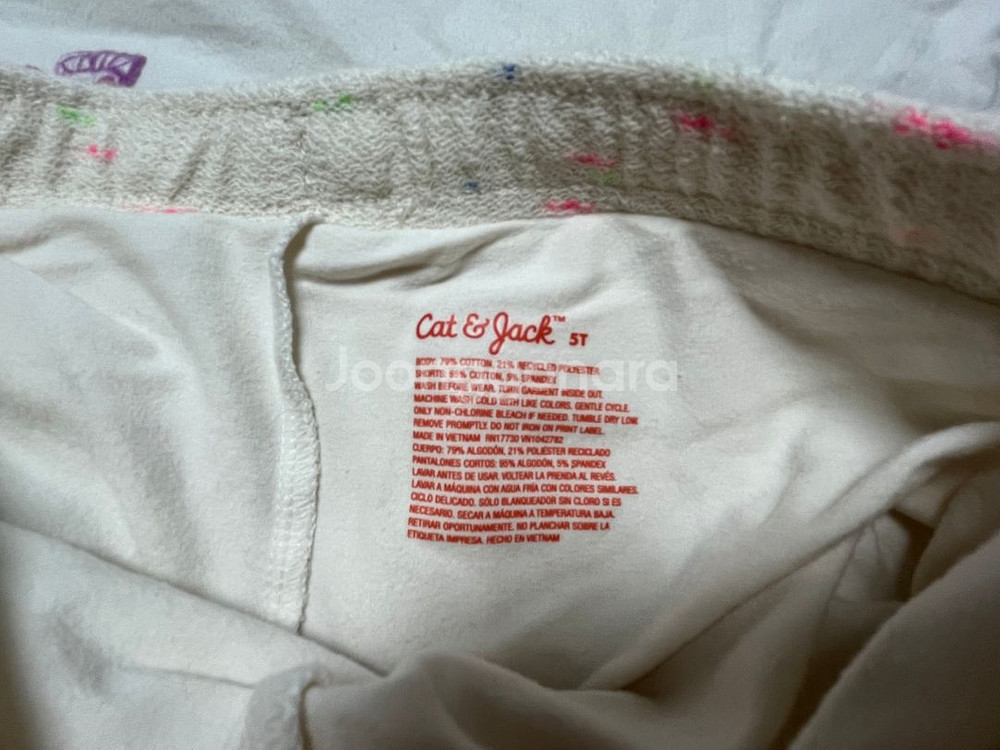 Cat & Jack™ 5T
BODY: 79% COTTON, 21% RECYCLED POLYESTER
SHORTS: 95% COTTON, 5% SPANDEX
WASH BEFORE WEAR. TURN GARMENT INSIDE OUT.
MACHINE WASH COLD WITH LIKE COLORS. GENTLE CYCLE.
ONLY NON-CHLORINE BLEACH IF NEEDED. TUMBLE DRY LOW.
REMOVE PROMPTLY. DO NOT IRON ON PRINT LABEL.
MADE IN VIETNAM RN17730 VN1042782
CUERPO: 79% ALGODÓN, 21% POLIÉSTER RECICLADO
PANTALONES CORTOS: 95% ALGODÓN, 5% SPANDEX
LAVAR ANTES DE USAR. VOLTEAR LA PRENDA AL REVÉS.
LAVAR A MÁQUINA CON AGUA FRÍA CON COLORES SIMILARES.
CICLO DELICADO. SÓLO BLANQUEADOR SIN CLORO SI ES
NECESARIO. SECAR A MÁQUINA A TEMPERATURA BAJA.
RETIRAR OPORTUNAMENTE. NO PLANCHAR SOBRE LA
ETIQUETA IMPRESA. HECHO EN VIETNAM